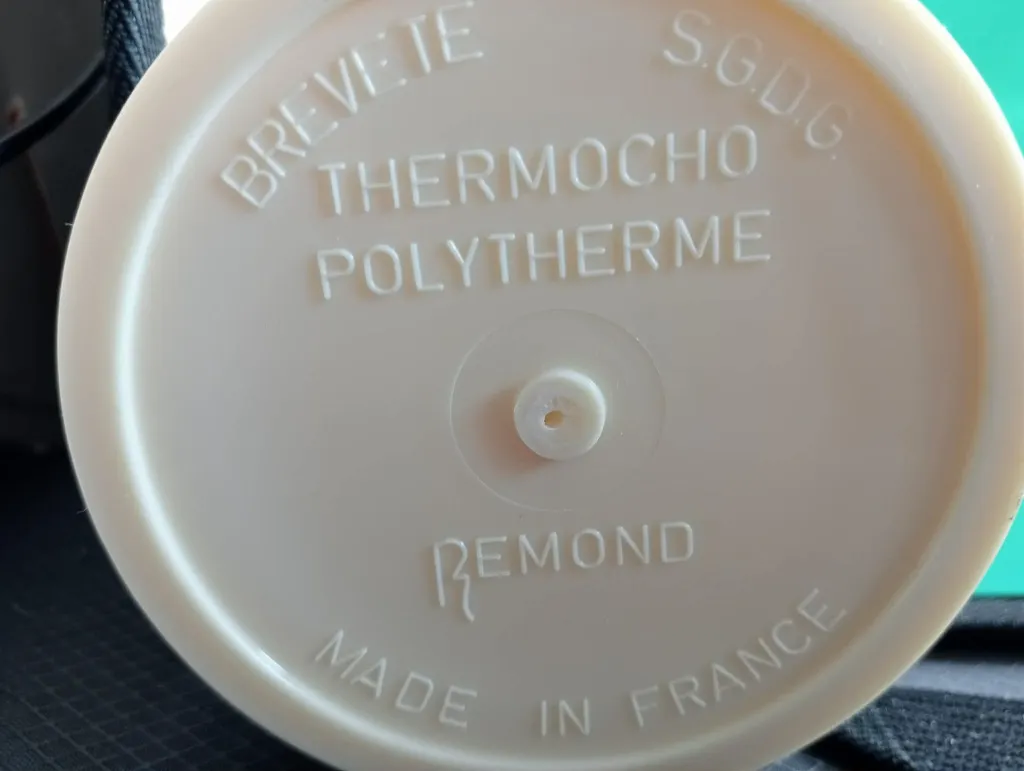 BREVETE S.G.D.G
THERMOCHO
POLYTHERME
REMOND
MADE IN FRANCE